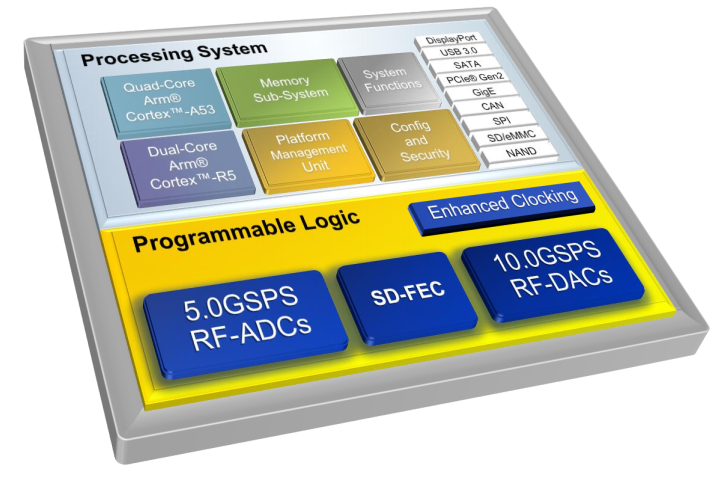 Processing System
Quad-Core
Arm®
Cortex™-A53
Memory
Sub-System
System
Functions
Dual-Core
Arm®
Cortex™-R5
Platform
Management
Unit
Config
and
Security
DisplayPort
USB 3.0
SATA
PCIe® Gen2
GigE
CAN
SPI
SD/eMMC
NAND
Programmable Logic
Enhanced Clocking
5.0GSPS
RF-ADCs
SD-FEC
10.0GSPS
RF-DACs